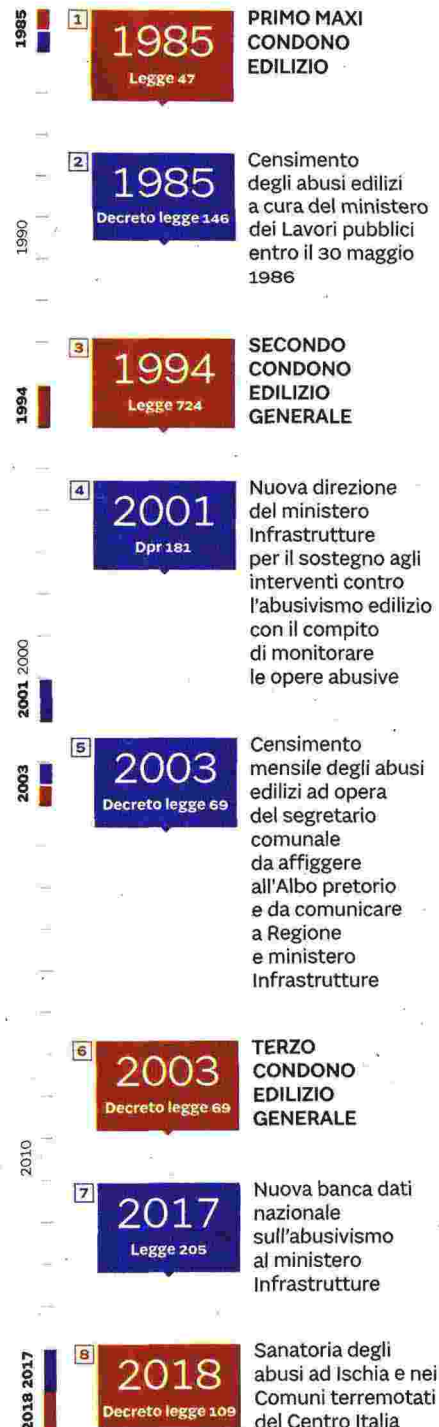 1985
1
1985
Legge 47
PRIMO MAXI
CONDONO
EDILIZIO
2
1985
Decreto legge 146
Censimento
degli abusi edilizi
a cura del ministero
dei Lavori pubblici
entro il 30 maggio
1986
1990
3
1994
Legge 724
SECONDO
CONDONO
EDILIZIO
GENERALE
1994
4
2001
Dpr 181
Nuova direzione
del ministero
Infrastrutture
per il sostegno agli
interventi contro
l'abusivismo edilizio
con il compito
di monitorare
le opere abusive
2000
2001
5
2003
Decreto legge 69
Censimento
mensile degli abusi
edilizi ad opera
del segretario
comunale
da affiggere
all'Albo pretorio
e da comunicare
a Regione
e ministero
Infrastrutture
2003
6
2003
Decreto legge 69
TERZO
CONDONO
EDILIZIO
GENERALE
2010
7
2017
Legge 205
Nuova banca dati
nazionale
sull'abusivismo
al ministero
Infrastrutture
2018 2017
8
2018
Decreto legge 109
Sanatoria degli
abusi ad Ischia e nei
Comuni terremotati
del Centro Italia